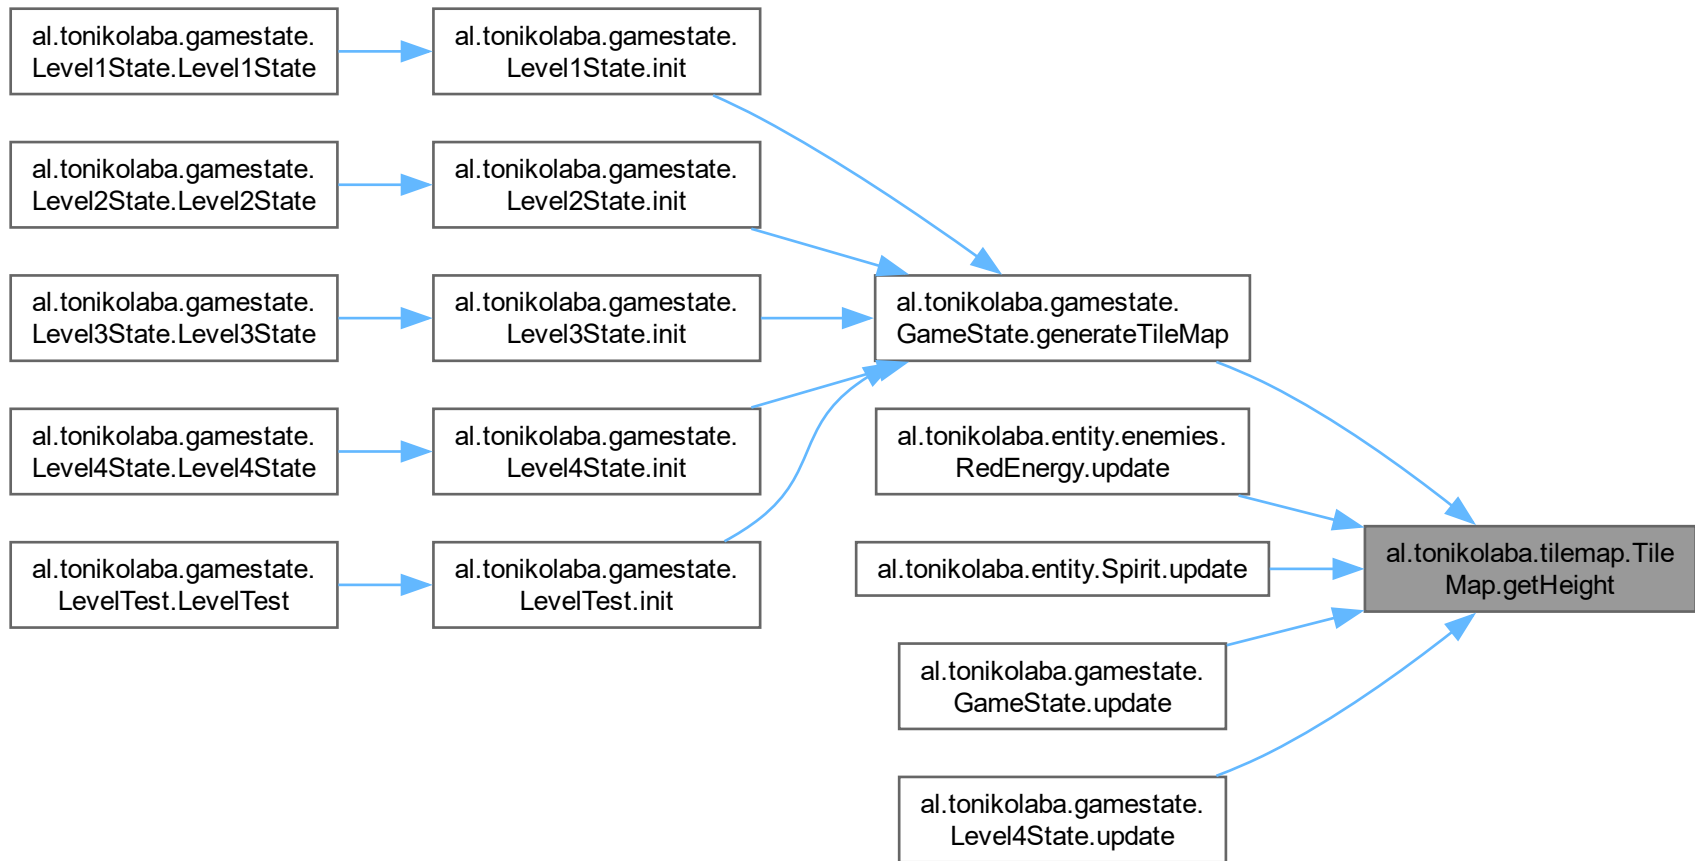 al.tonikolaba.gamestate.
Level1State.Level1State
al.tonikolaba.gamestate.
Level1State.init
al.tonikolaba.gamestate.
Level2State.Level2State
al.tonikolaba.gamestate.
Level2State.init
al.tonikolaba.gamestate.
Level3State.Level3State
al.tonikolaba.gamestate.
Level3State.init
al.tonikolaba.gamestate.
GameState.generateTileMap
al.tonikolaba.gamestate.
Level4State.Level4State
al.tonikolaba.gamestate.
Level4State.init
al.tonikolaba.entity.enemies.
RedEnergy.update
al.tonikolaba.gamestate.
LevelTest.LevelTest
al.tonikolaba.gamestate.
LevelTest.init
al.tonikolaba.entity.Spirit.update
al.tonikolaba.tilemap.Tile
Map.getHeight
al.tonikolaba.gamestate.
GameState.update
al.tonikolaba.gamestate.
Level4State.update